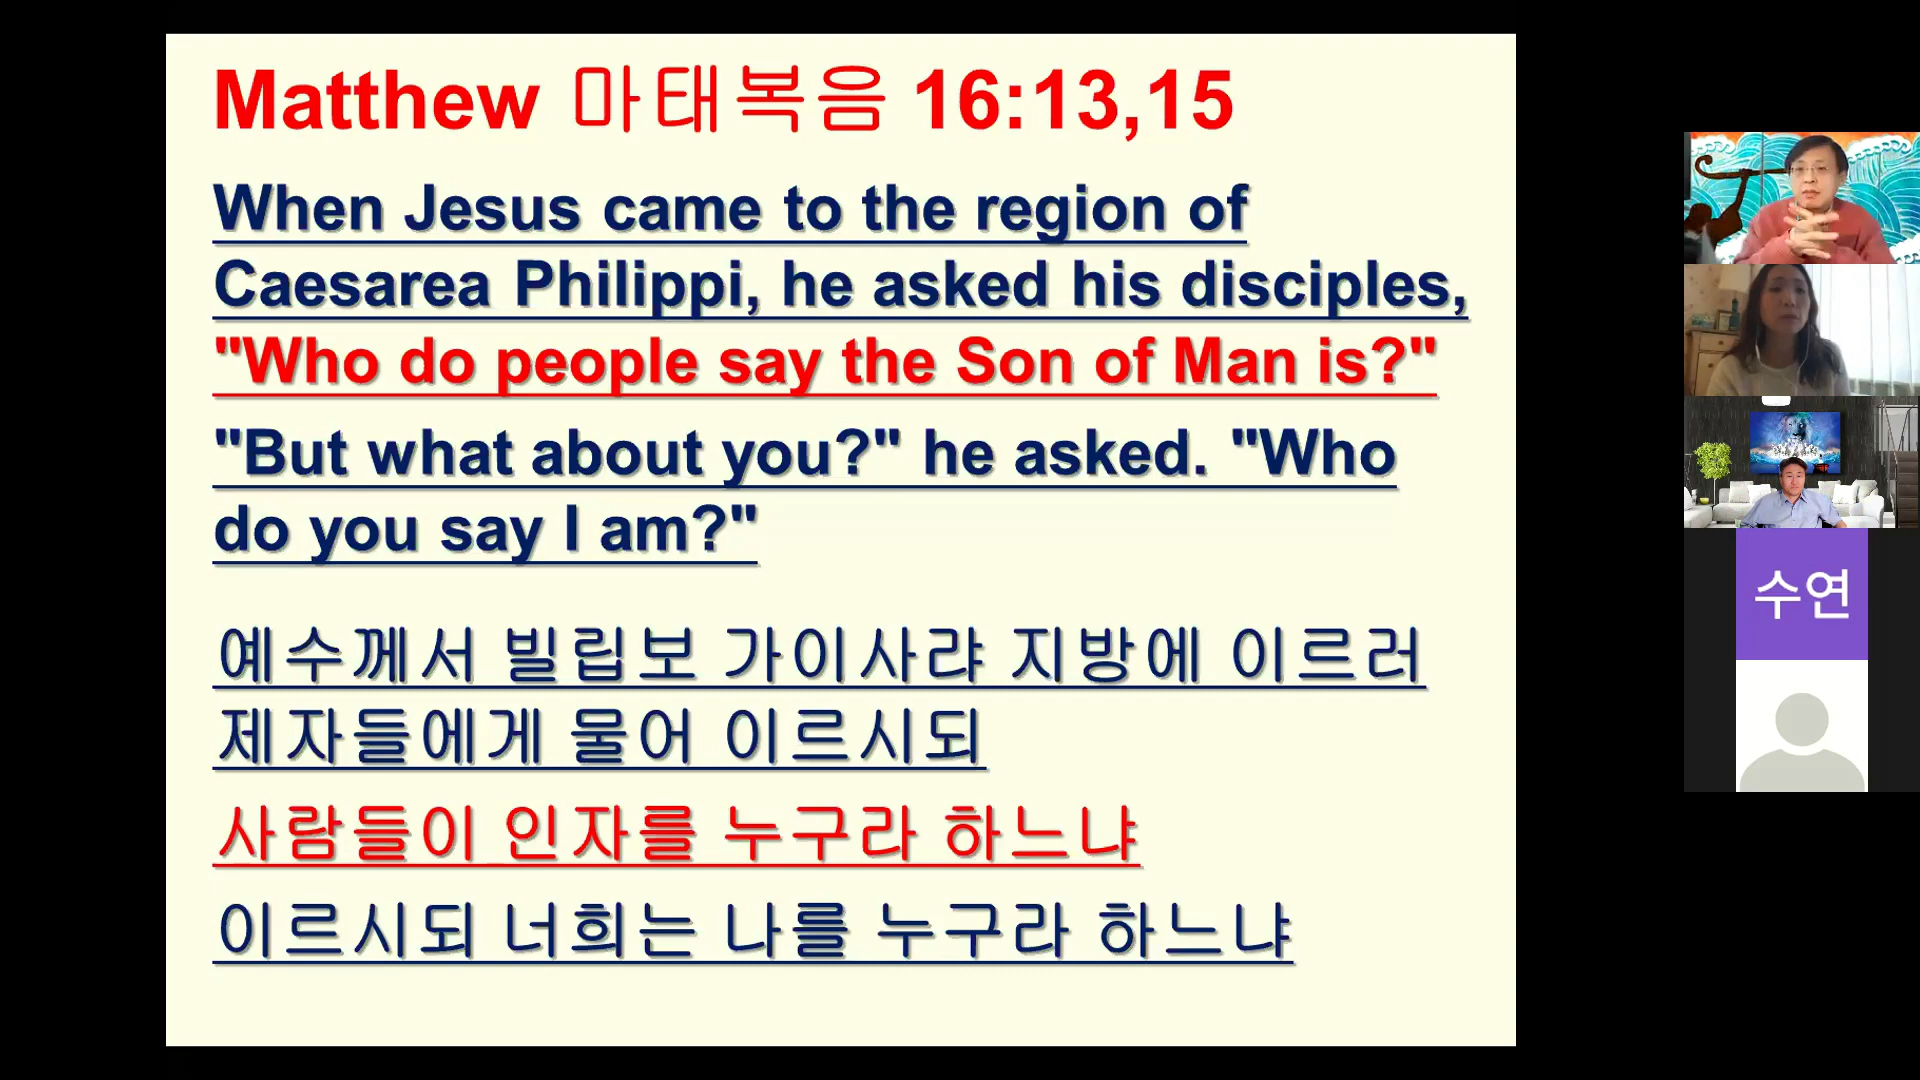 Matthew 마태복음 16:13,15
When Jesus came to the region of
Caesarea Philippi, he asked his disciples,
"Who do people say the Son of Man is?"
"But what about you?" he asked. "Who
do you say I am?"
예수께서 빌립보 가이사랴 지방에 이르러
제자들에게 물어 이르시되
사람들이 인자를 누구라 하느냐
이르시되 너희는 나를 누구라 하느냐
수연